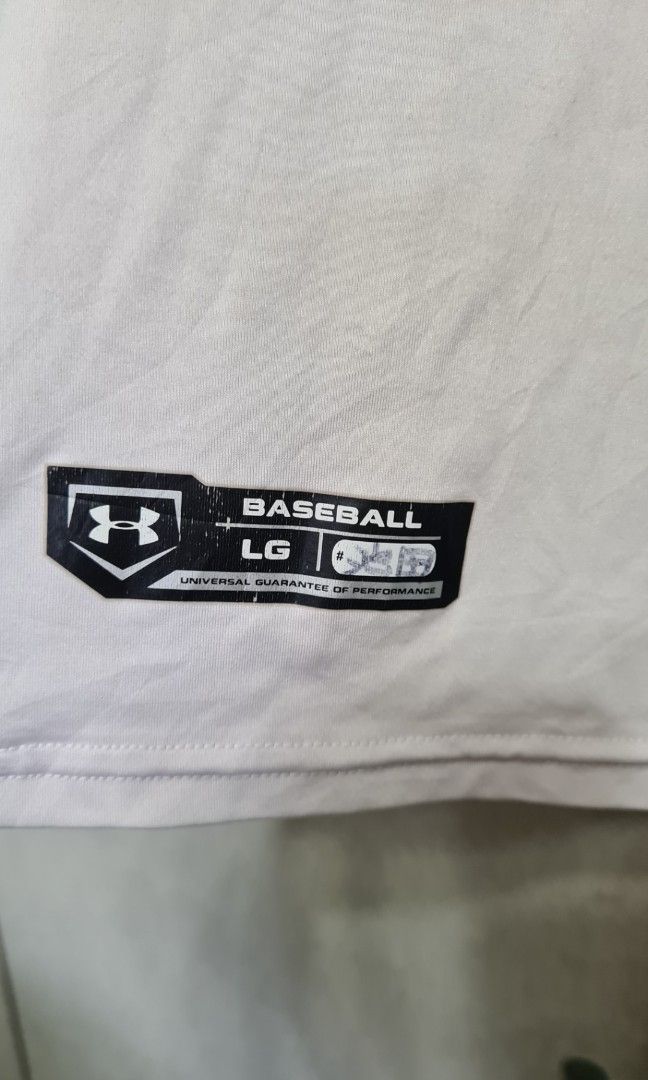 BASEBALL
LG
#
UNIVERSAL GUARANTEE OF PERFORMANCE